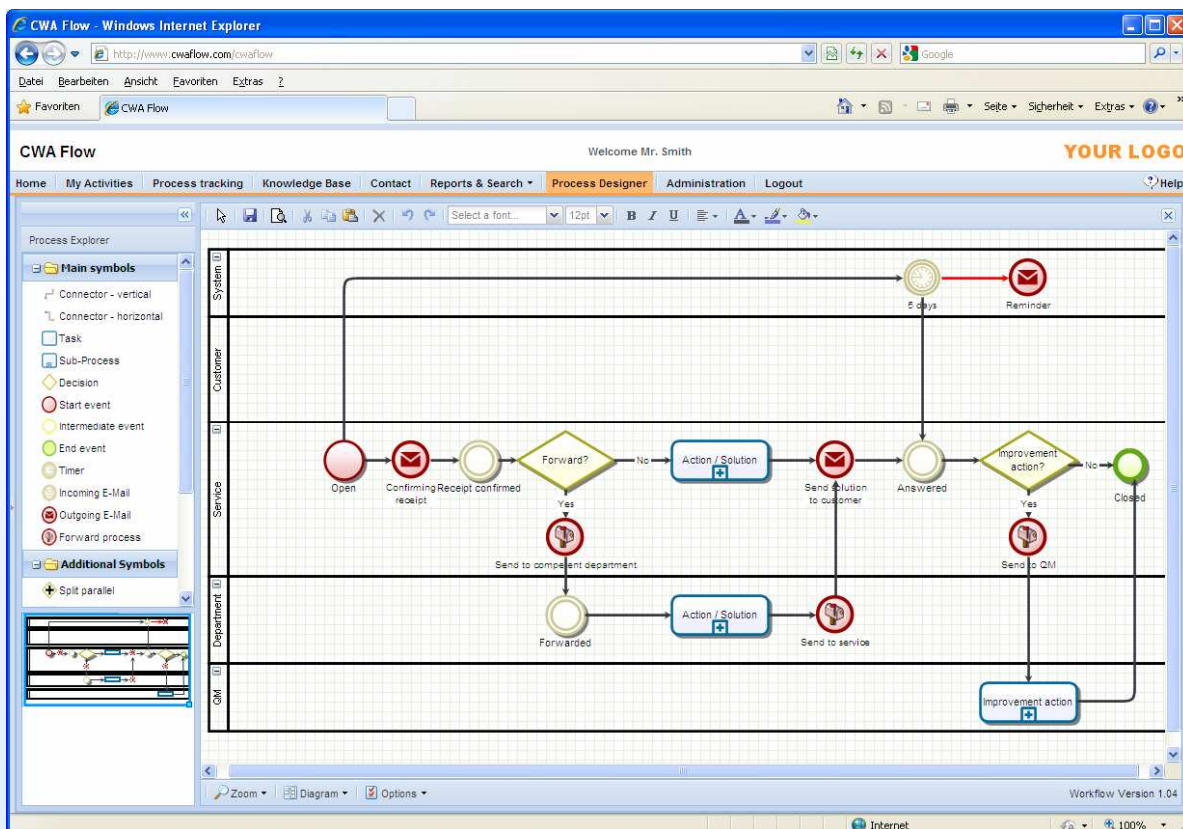 CWA Flow - Windows Internet Explorer
http://www.cwaflow.com/cwaflow
Google
Datei Bearbeiten Ansicht Favoriten Extras ?
Favoriten CWA Flow
Seite Sicherheit Extras
CWA Flow
Welcome Mr. Smith
YOUR LOGO
Home My Activities Process tracking Knowledge Base Contact Reports & Search Process Designer Administration Logout Help
Select a font... 12pt B I U A
Process Explorer
Main symbols
Connector - vertical
Connector - horizontal
Task
Sub-Process
Decision
Start event
Intermediate event
End event
Timer
Incoming E-Mail
Outgoing E-Mail
Forward process
Additional Symbols
Split parallel
System
5 days
Reminder
Customer
Service
Open
Confirming
receipt
Receipt confirmed
Forward?
No
Action / Solution
Send solution
to customer
Answered
Improvement
action?
No
Closed
Yes
Send to competent department
Yes
Send to QM
Department
Forwarded
Action / Solution
Send to service
QM
Improvement action
Zoom Diagram Options
Workflow Version 1.04
Internet
100%